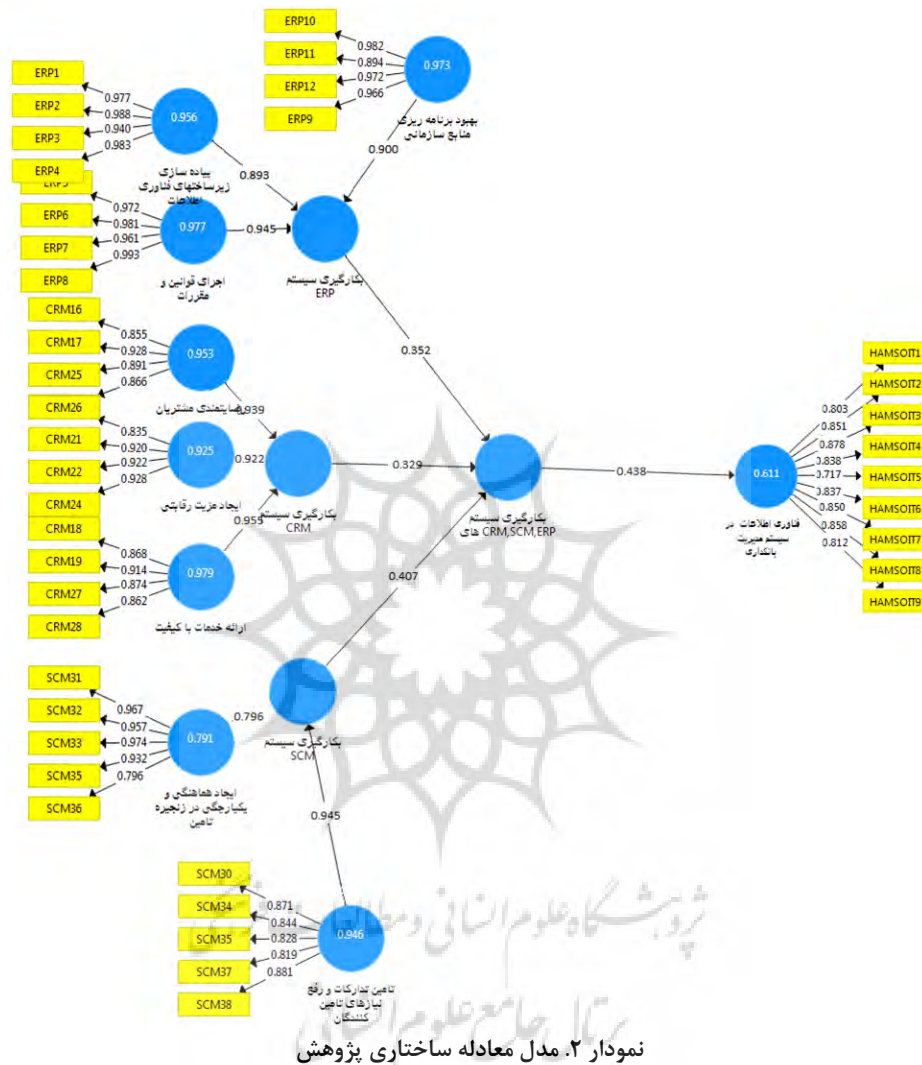 ERP10
ERP11
ERP12
ERP9
0.982
0.894
0.972
0.966
0.973
بهبود برنامه ریزی
منابع سازمانی
0.900
ERP1
ERP2
ERP3
ERP4
0.977
0.988
0.940
0.983
0.956
پیاده سازی
زیرساختهای فناوری
اطلاعات
0.893
ERP5
ERP6
ERP7
ERP8
0.972
0.981
0.961
0.993
0.977
اجرای قوانین و
مقررات
0.945
بکارگیری سیستم
ERP
0.352
CRM16
CRM17
CRM25
CRM26
0.855
0.928
0.891
0.866
0.953
رضایتمندی مشتریان
0.939
CRM21
CRM22
CRM24
0.835
0.920
0.922
0.928
0.925
ایجاد مزیت رقابتی
0.922
بکارگیری سیستم
CRM
0.329
CRM18
CRM19
CRM27
CRM28
0.868
0.914
0.874
0.862
0.979
ارائه خدمات با کیفیت
0.955
بکارگیری سیستم
های CRM,SCM,ERP
0.438
0.611
فناوری اطلاعات در
سیستم مدیریت
بانکداری
0.803
0.851
0.878
0.838
0.717
0.837
0.850
0.858
0.812
HAMSOIT1
HAMSOIT2
HAMSOIT3
HAMSOIT4
HAMSOIT5
HAMSOIT6
HAMSOIT7
HAMSOIT8
HAMSOIT9
0.407
SCM31
SCM32
SCM33
SCM35
SCM36
0.967
0.957
0.974
0.932
0.796
0.791
ایجاد هماهنگی و
یکپارچگی در زنجیره
تامین
0.796
بکارگیری سیستم
SCM
0.945
SCM30
SCM34
SCM35
SCM37
SCM38
0.871
0.844
0.828
0.819
0.881
0.946
تامین تدارکات و رفع
نیازهای تامین
کنندگان
پژوهشگاه علوم انسانی و مطالعات فرهنگی
پرتال جامع علوم انسانی
نمودار ۲. مدل معادله ساختاری پژوهش